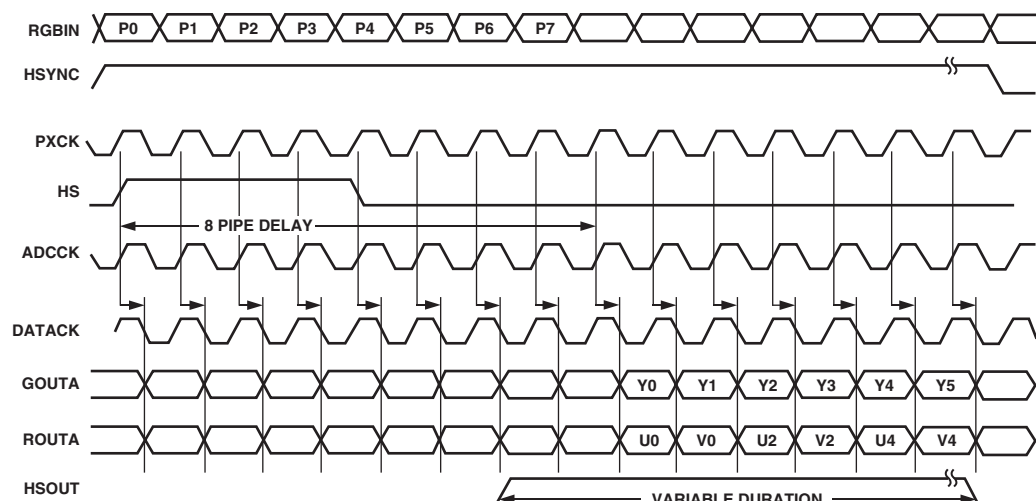 RGBIN P0 P1 P2 P3 P4 P5 P6 P7
HSYNC
PXCK
HS
8 PIPE DELAY
ADCCK
DATACK
GOUTA Y0 Y1 Y2 Y3 Y4 Y5
ROUTA U0 V0 U2 V2 U4 V4
HSOUT
VARIABLE DURATION